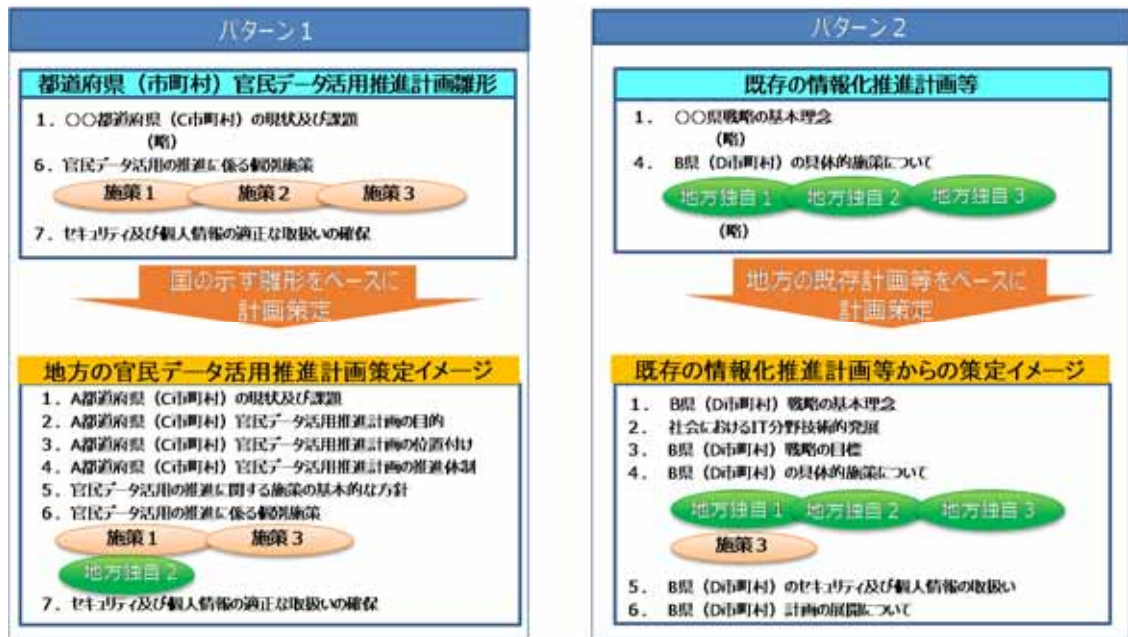 パターン1
都道府県（市町村）官民データ活用推進計画雛形
1．〇〇都道府県（C市町村）の現状及び課題
（略）
6．官民データ活用の推進に係る個別施策
施策1 施策2 施策3
7．セキュリティ及び個人情報の適正な取扱いの確保
国の示す雛形をベースに
計画策定
地方の官民データ活用推進計画策定イメージ
1．A都道府県（C市町村）の現状及び課題
2．A都道府県（C市町村）官民データ活用推進計画の目的
3．A都道府県（C市町村）官民データ活用推進計画の位置付け
4．A都道府県（C市町村）官民データ活用推進計画の推進体制
5．官民データ活用の推進に関する施策の基本的な方針
6．官民データ活用の推進に係る個別施策
施策1 施策3
地方独自2
7．セキュリティ及び個人情報の適正な取扱いの確保
パターン2
既存の情報化推進計画等
1． 〇〇県戦略の基本理念
（略）
4． B県（D市町村）の具体的施策について
地方独自1 地方独自2 地方独自3
（略）
地方の既存計画等をベースに
計画策定
既存の情報化推進計画等からの策定イメージ
1． B県（D市町村）戦略の基本理念
2． 社会におけるIT分野技術的発展
3． B県（D市町村）戦略の目標
4． B県（D市町村）の具体的施策について
地方独自1 地方独自2 地方独自3
施策3
5． B県（D市町村）のセキュリティ及び個人情報の取扱い
6． B県（D市町村）計画の展開について